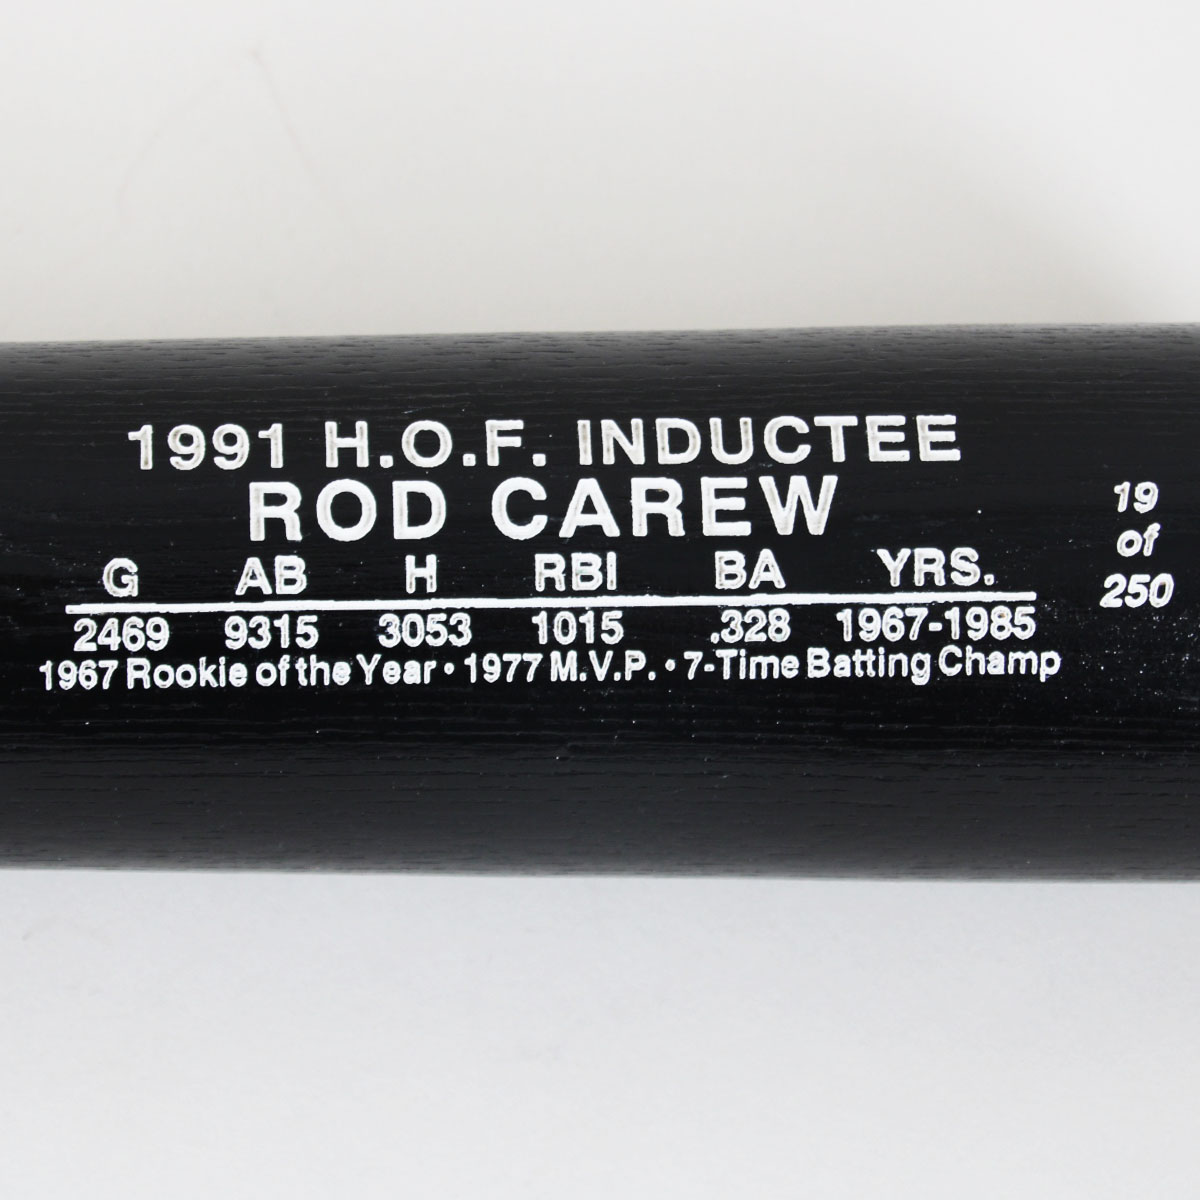 1991 H.O.F. INDUCTEE
ROD CAREW
G AB H RBI BA YRS.
2469 9315 3053 1015 .328 1967-1985
1967 Rookie of the Year • 1977 M.V.P. • 7-Time Batting Champ
19
of
250